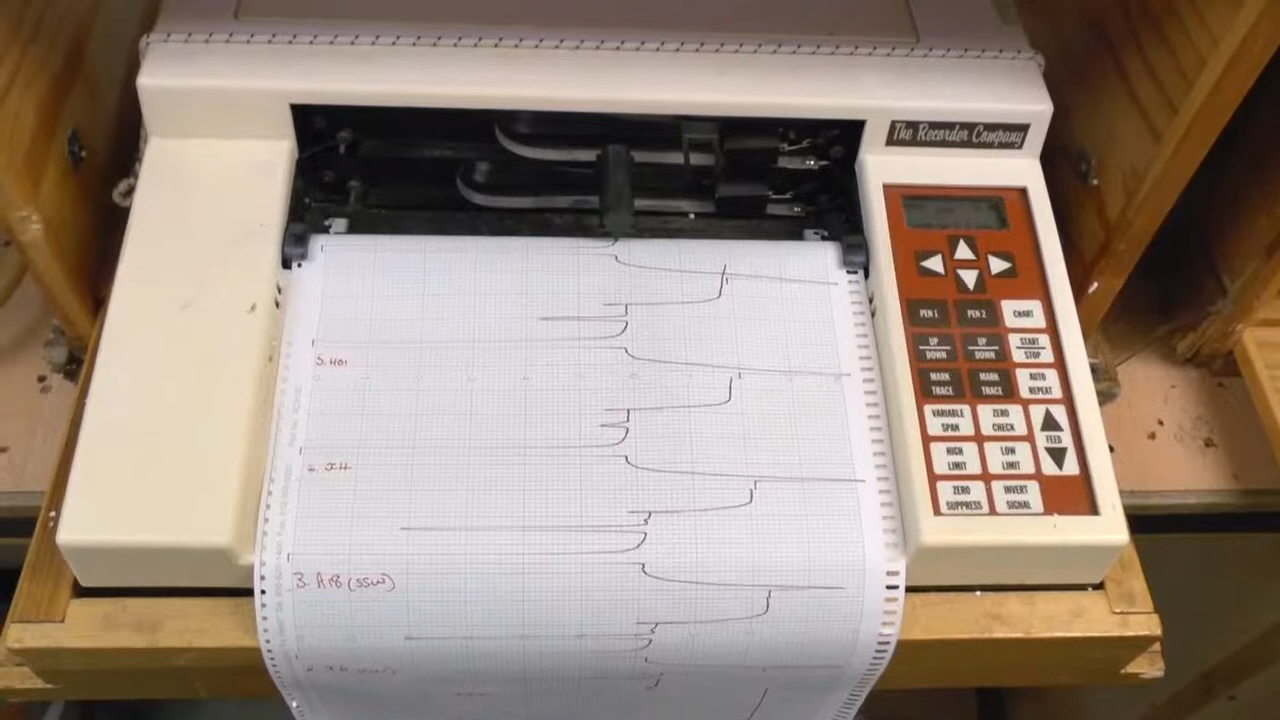 The Recorder Company
PEN 1
PEN 2
CHART
UP
DOWN
UP
DOWN
START
STOP
MARK
TRACE
MARK
TRACE
AUTO
REPEAT
VARIABLE
SPAN
ZERO
CHECK
FEED
HIGH
LIMIT
LOW
LIMIT
ZERO
SUPPRESS
INVERT
SIGNAL
5. HO1
3. A18 (SSW)